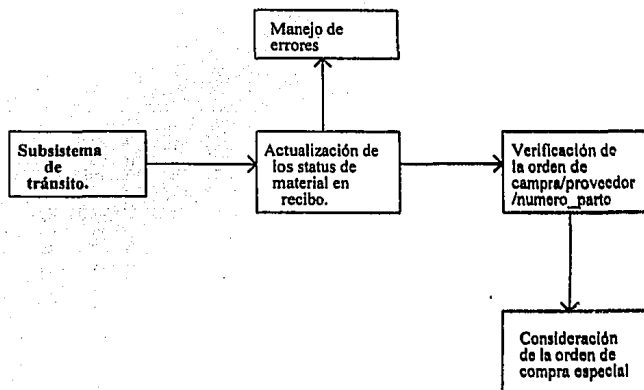 Manejo de
errores
Subsistema
de
tránsito.
Actualización de
los status de
material en
recibo.
Verificación de
la orden de
campra/proveedor
/numero_parto
Consideración
de la orden de
compra especial